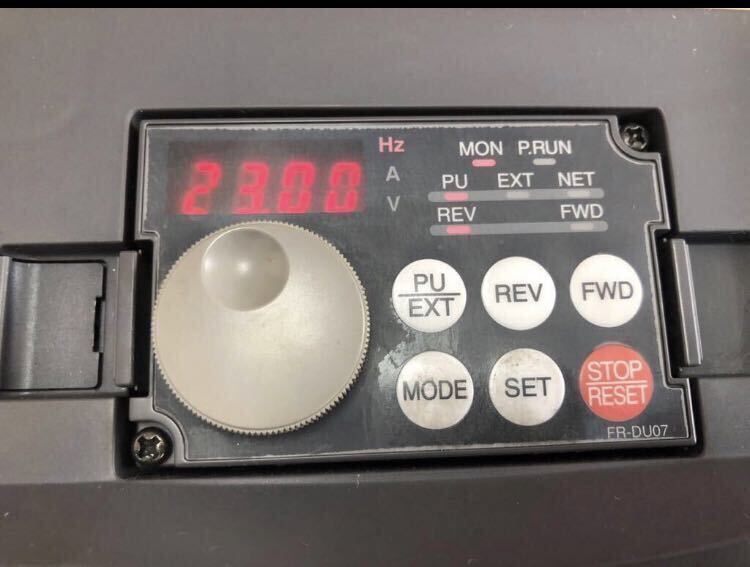 23.00
Hz
A
V
MON P.RUN
PU EXT NET
REV FWD
PU
EXT
REV
FWD
MODE
SET
STOP
RESET
FR-DU07